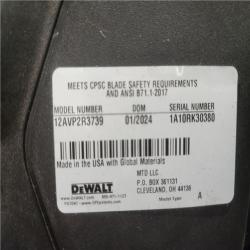 MEETS CPSC BLADE SAFETY REQUIREMENTS
AND ANSI B71.1-2017
MODEL NUMBER DOM SERIAL NUMBER
12AVP2R3739 01/2024 1A10RK30380
Made in the USA with Global Materials
DEWALT
MTD LLC
P.O. BOX 361131
CLEVELAND, OH 44136
Model Type A